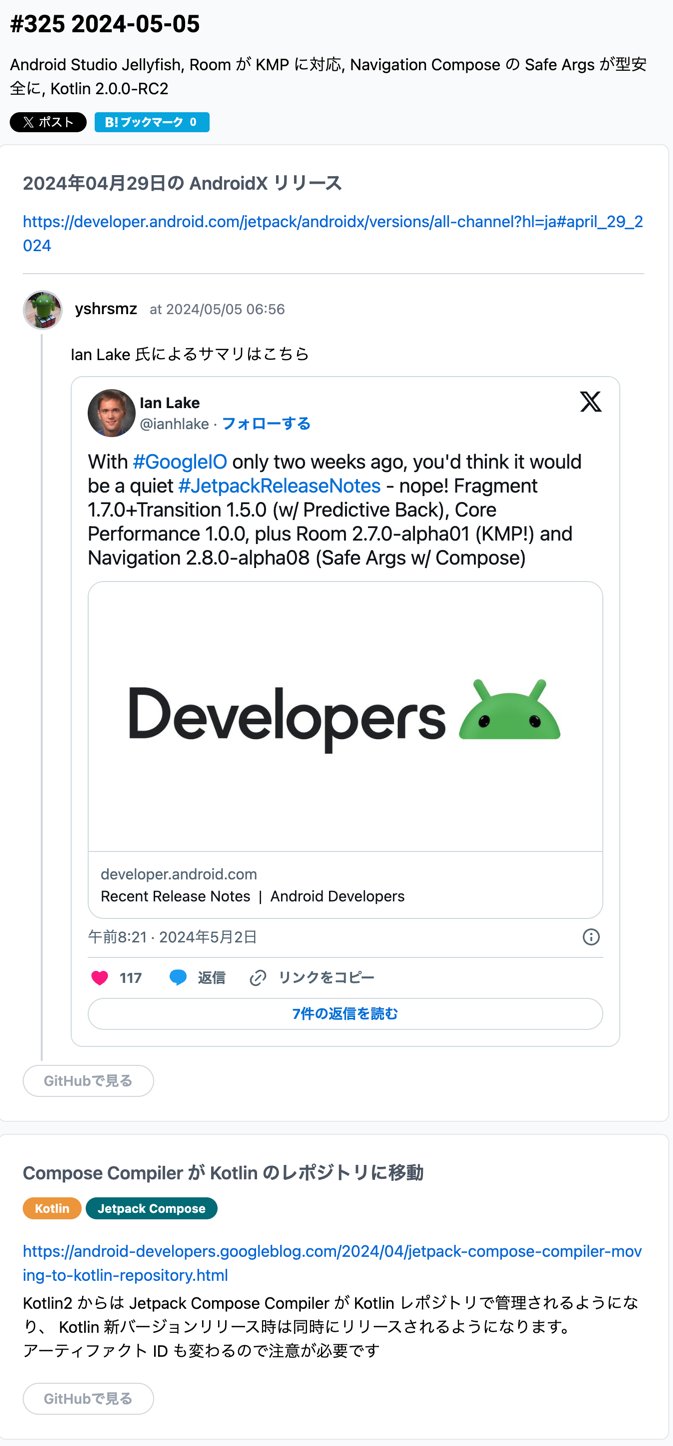 #325 2024-05-05
Android Studio Jellyfish, Room が KMP に対応, Navigation Compose の Safe Args が型安
全に, Kotlin 2.0.0-RC2
X ポスト B! ブックマーク 0
2024年04月29日の AndroidX リリース
https://developer.android.com/jetpack/androidx/versions/all-channel?hl=ja#april_29_2
024
yshrsmz at 2024/05/05 06:56
Ian Lake 氏によるサマリはこちら
Ian Lake
@ianhlake · フォローする
With #GoogleIO only two weeks ago, you'd think it would
be a quiet #JetpackReleaseNotes - nope! Fragment
1.7.0+Transition 1.5.0 (w/ Predictive Back), Core
Performance 1.0.0, plus Room 2.7.0-alpha01 (KMP!) and
Navigation 2.8.0-alpha08 (Safe Args w/ Compose)
Developers
developer.android.com
Recent Release Notes | Android Developers
午前8:21 · 2024年5月2日
117 返信 リンクをコピー
7件の返信を読む
GitHubで見る
Compose Compiler が Kotlin のレポジトリに移動
Kotlin Jetpack Compose
https://android-developers.googleblog.com/2024/04/jetpack-compose-compiler-mov
ing-to-kotlin-repository.html
Kotlin2 からは Jetpack Compose Compiler が Kotlin レポジトリで管理されるようにな
り、 Kotlin 新バージョンリリース時は同時にリリースされるようになります。
アーティファクト ID も変わるので注意が必要です
GitHubで見る